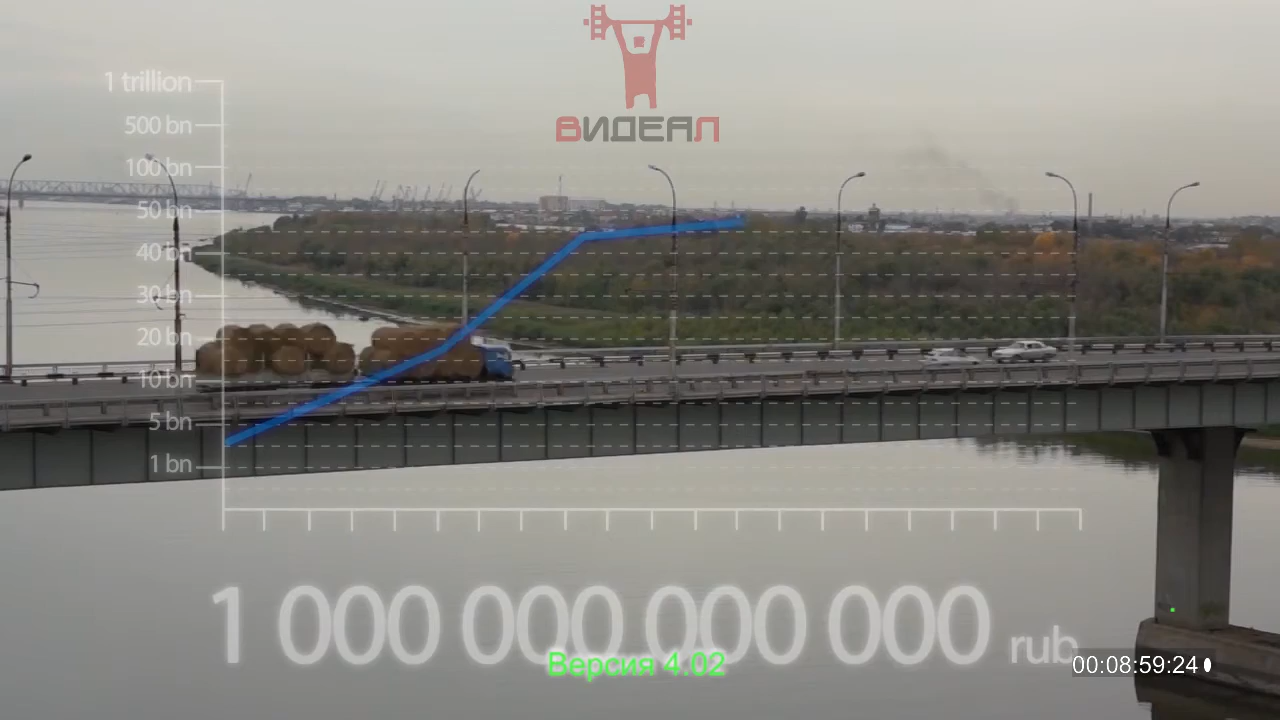 ВИДЕАЛ
1 trillion
500 bn
100 bn
50 bn
40 bn
30 bn
20 bn
10 bn
5 bn
1 bn
1 000 000 000 000 rub
Версия 4.02
00:08:59:24